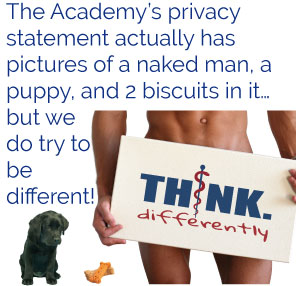 The Academy's privacy
statement actually has
pictures of a naked man, a
puppy, and 2 biscuits in it…
but we
do try to
be
different!
THINK.
differently